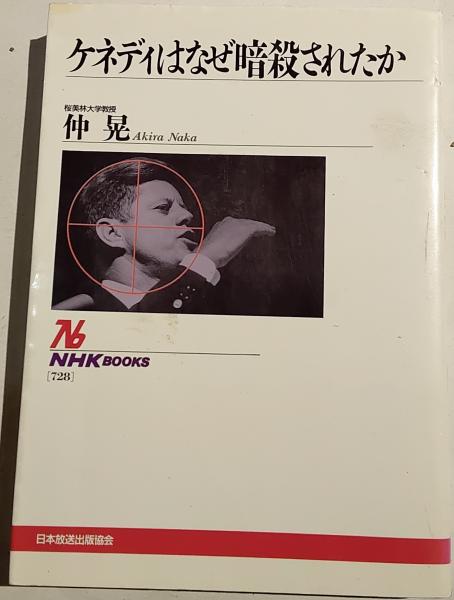 ケネディはなぜ暗殺されたか
桜美林大学教授
仲 晃 Akira Naka
NHK BOOKS
[728]
日本放送出版協会